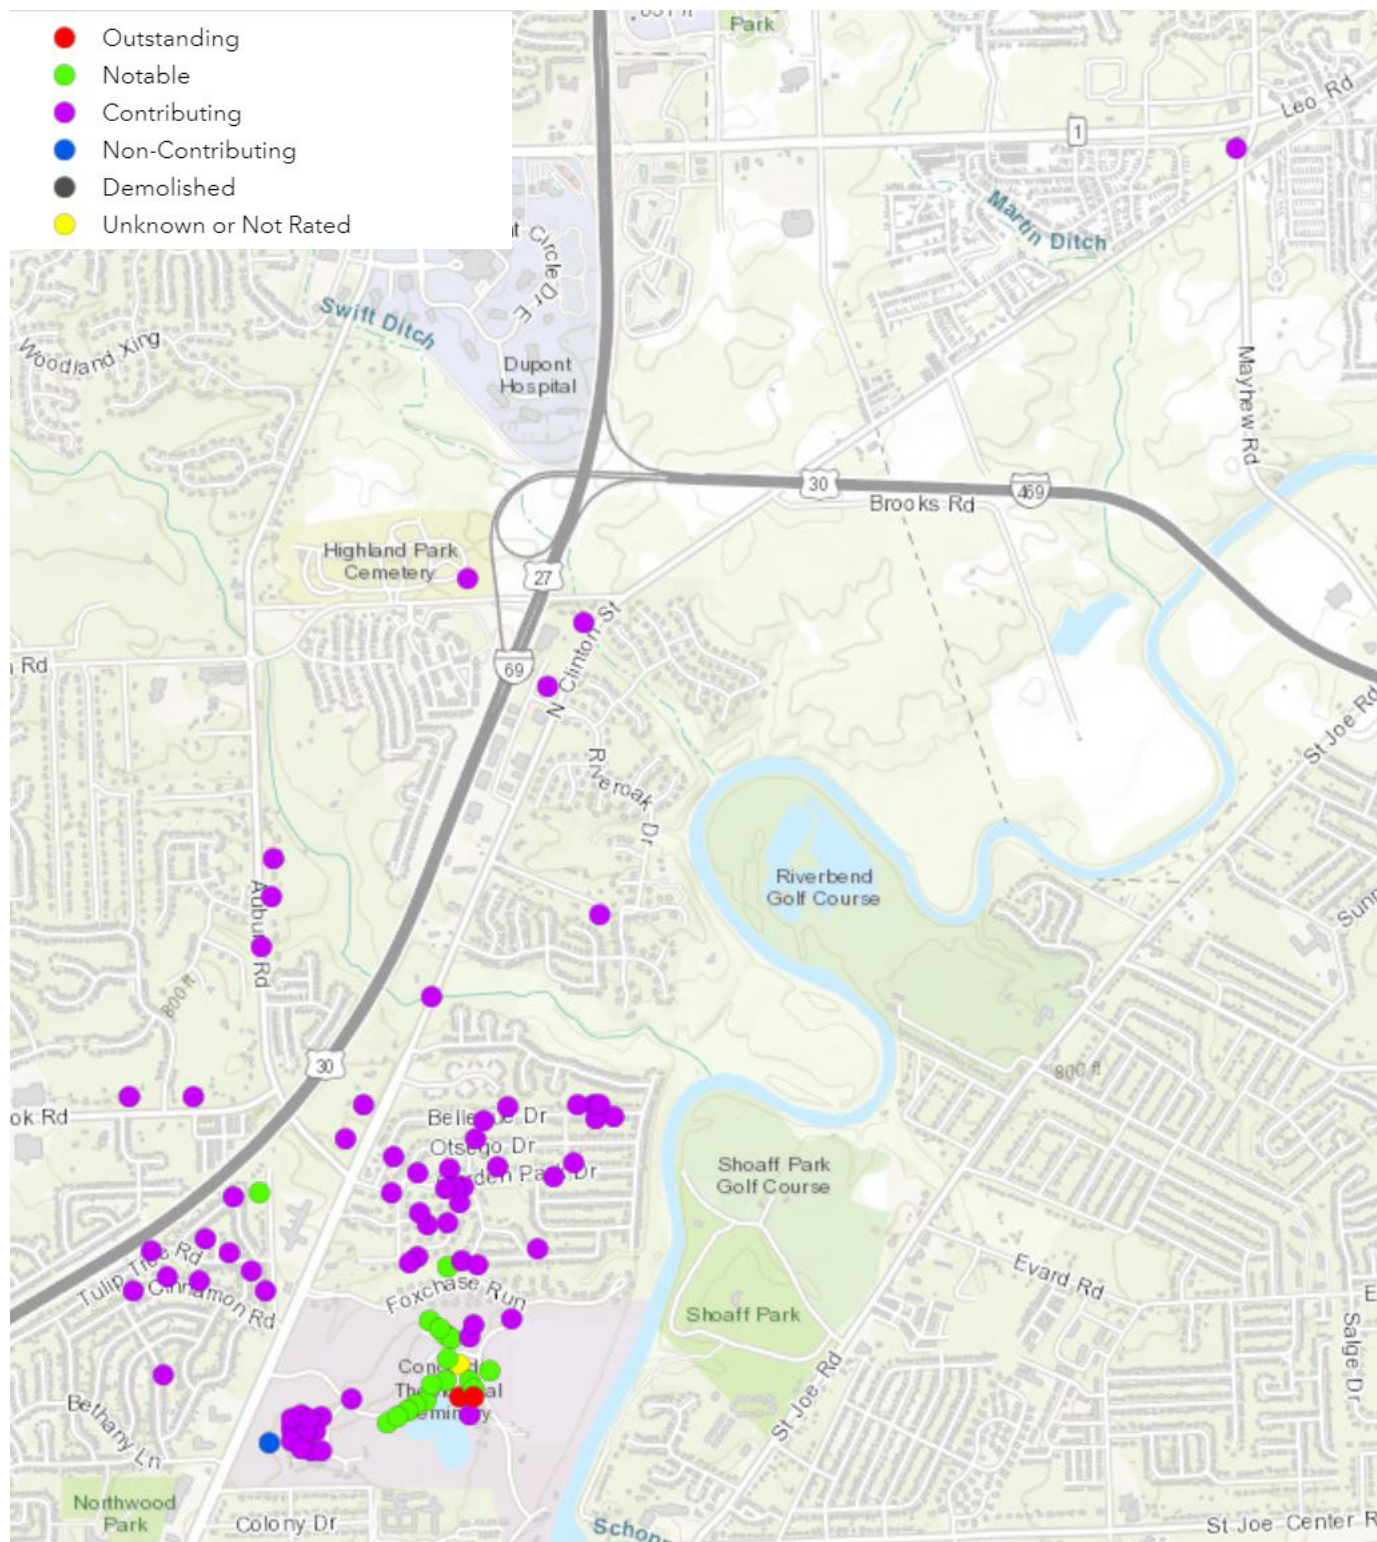 Outstanding
Notable
Contributing
Non-Contributing
Demolished
Unknown or Not Rated
Park
Leo Rd
1
Martin Ditch
Circle Dr E
Swift Ditch
Woodland Xing
Dupont
Hospital
Mayhew Rd
30
469
Brooks Rd
Highland Park
Cemetery
27
N Clinton St
Rd
69
St Joe Rd
Riveroak Dr
Riverbend
Golf Course
Auburn Rd
800 ft
30
800 ft
Rd
Dr
Otsego Dr
Dr
Shoaff Park
Golf Course
Tulip Tree Rd
Cinnamon Rd
Evard Rd
Foxchase Run
Shoaff Park
Salge Dr
St Joe Rd
Bethany Ln
Northwood
Park
Colony Dr
St Joe Center